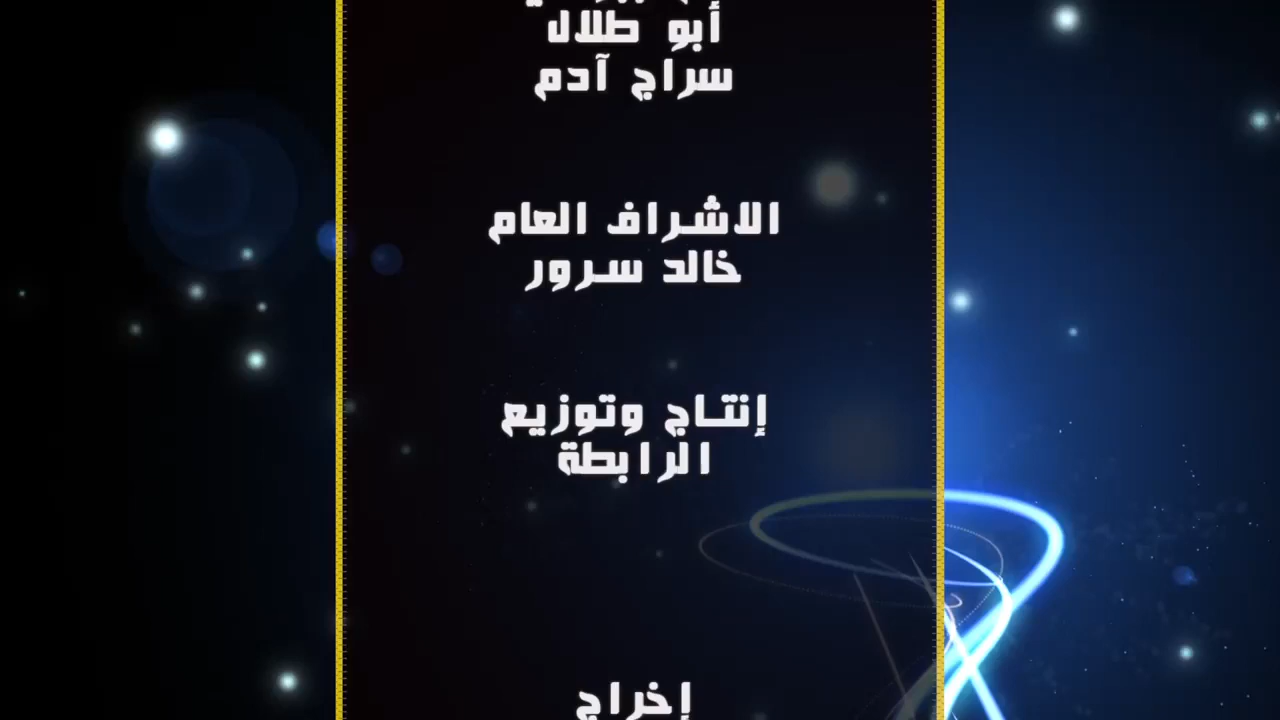 أبو طلال
سراج آدم
الاشراف العام
خالد سرور
إنتاج وتوزيع
الرابطة
إخراج